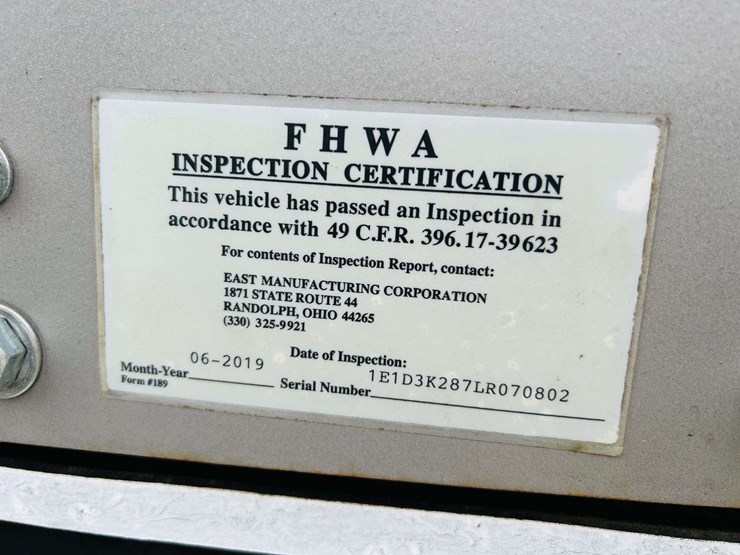 FHWA
INSPECTION CERTIFICATION
This vehicle has passed an Inspection in
accordance with 49 C.F.R. 396.17-39623
For contents of Inspection Report, contact:
EAST MANUFACTURING CORPORATION
1871 STATE ROUTE 44
RANDOLPH, OHIO 44265
(330) 325-9921
Date of Inspection:
Month-Year 06-2019
Serial Number 1E1D3K287LR070802
Form #189